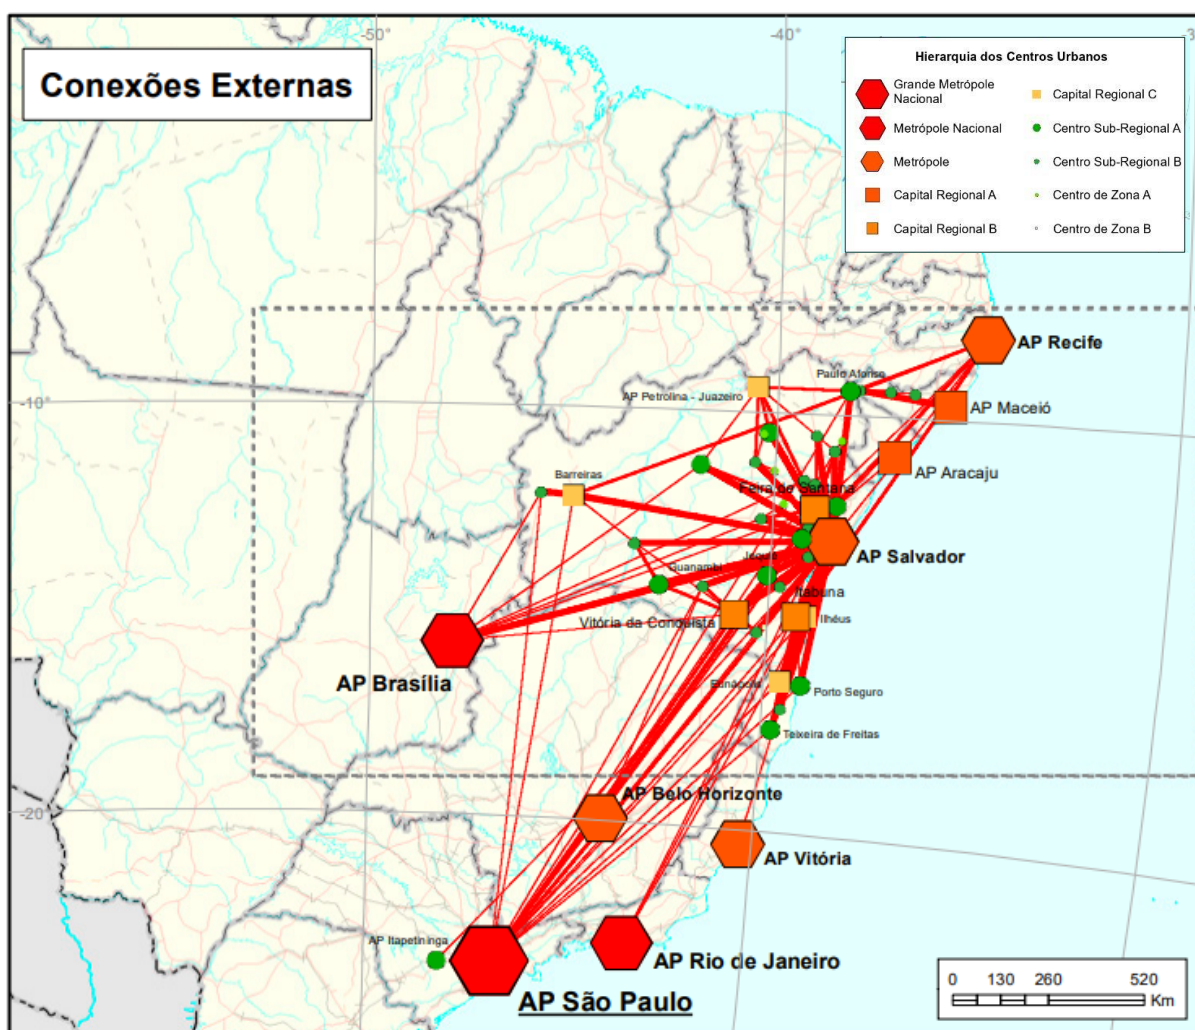 -50°
-40°
Conexões Externas
Hierarquia dos Centros Urbanos
Grande Metrópole
Nacional
Metrópole Nacional
Metrópole
Capital Regional A
Capital Regional B
Capital Regional C
Centro Sub-Regional A
Centro Sub-Regional B
Centro de Zona A
Centro de Zona B
AP Recife
Paulo Afonso
AP Petrolina - Juazeiro
-10°
AP Maceió
AP Aracaju
Barreiras
Feira de Santana
AP Salvador
Jequié
Guanambi
Itabuna
Ilhéus
Vitória da Conquista
AP Brasília
Eunápolis
Porto Seguro
Teixeira de Freitas
AP Belo Horizonte
-20°
AP Vitória
AP Itapetininga
AP Rio de Janeiro
AP São Paulo
0 130 260 520
Km